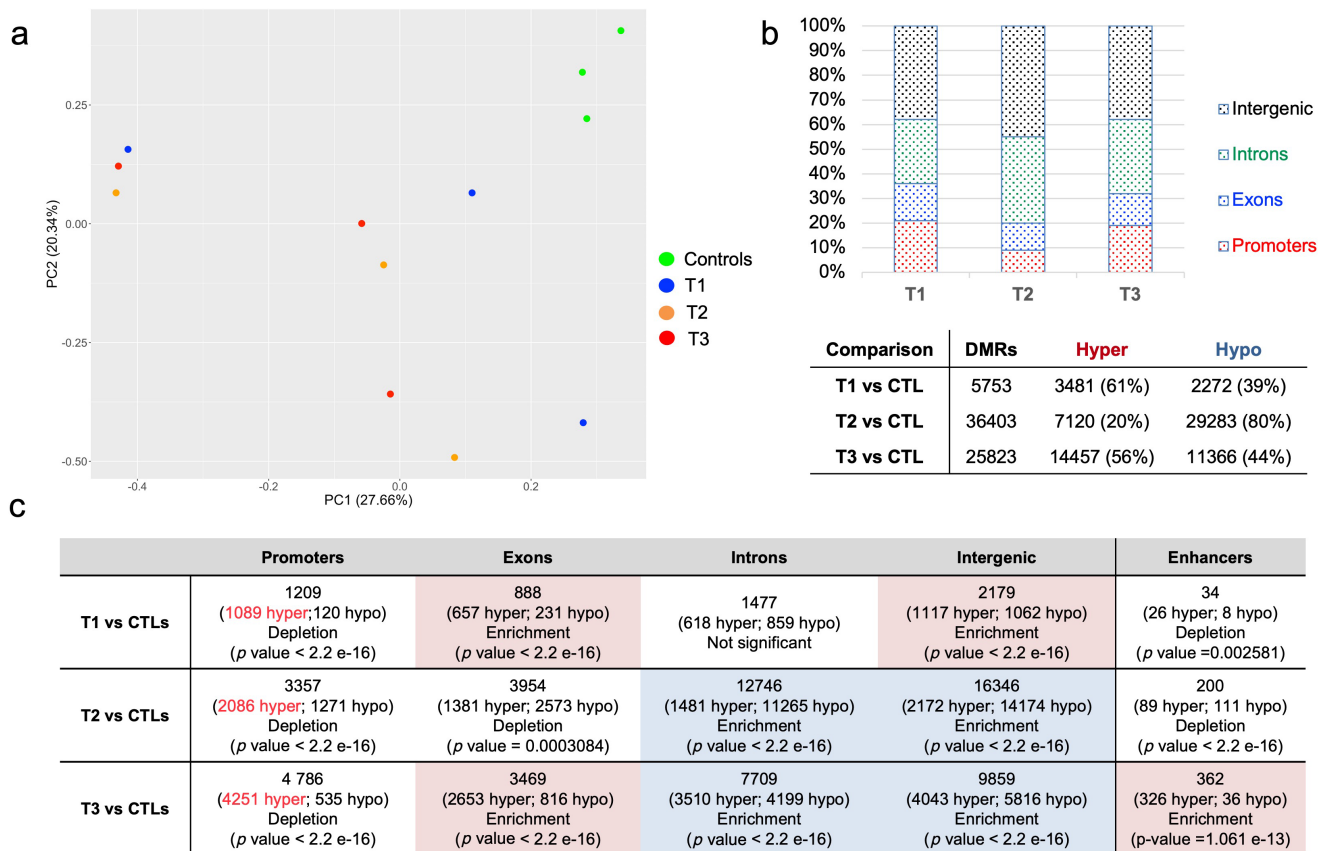 a
0.25
0.00
-0.25
-0.50
PC2 (20.34%)
-0.4
-0.2
0.0
0.2
PC1 (27.66%)
Controls
T1
T2
T3
b
100%
90%
80%
70%
60%
50%
40%
30%
20%
10%
0%
T1
T2
T3
Intergenic
Introns
Exons
Promoters
Comparison DMRs Hyper Hypo
T1 vs CTL 5753 3481 (61%) 2272 (39%)
T2 vs CTL 36403 7120 (20%) 29283 (80%)
T3 vs CTL 25823 14457 (56%) 11366 (44%)
c
Promoters Exons Introns Intergenic Enhancers
T1 vs CTLs
1209
(1089 hyper;120 hypo)
Depletion
(p value < 2.2 e-16)
888
(657 hyper; 231 hypo)
Enrichment
(p value < 2.2 e-16)
1477
(618 hyper; 859 hypo)
Not significant
2179
(1117 hyper; 1062 hypo)
Enrichment
(p value < 2.2 e-16)
34
(26 hyper; 8 hypo)
Depletion
(p value =0.002581)
T2 vs CTLs
3357
(2086 hyper; 1271 hypo)
Depletion
(p value < 2.2 e-16)
3954
(1381 hyper; 2573 hypo)
Depletion
(p value = 0.0003084)
12746
(1481 hyper; 11265 hypo)
Enrichment
(p value < 2.2 e-16)
16346
(2172 hyper; 14174 hypo)
Enrichment
(p value < 2.2 e-16)
200
(89 hyper; 111 hypo)
Depletion
(p value < 2.2 e-16)
T3 vs CTLs
4 786
(4251 hyper; 535 hypo)
Depletion
(p value < 2.2 e-16)
3469
(2653 hyper; 816 hypo)
Enrichment
(p value < 2.2 e-16)
7709
(3510 hyper; 4199 hypo)
Enrichment
(p value < 2.2 e-16)
9859
(4043 hyper; 5816 hypo)
Enrichment
(p value < 2.2 e-16)
362
(326 hyper; 36 hypo)
Enrichment
(p-value =1.061 e-13)